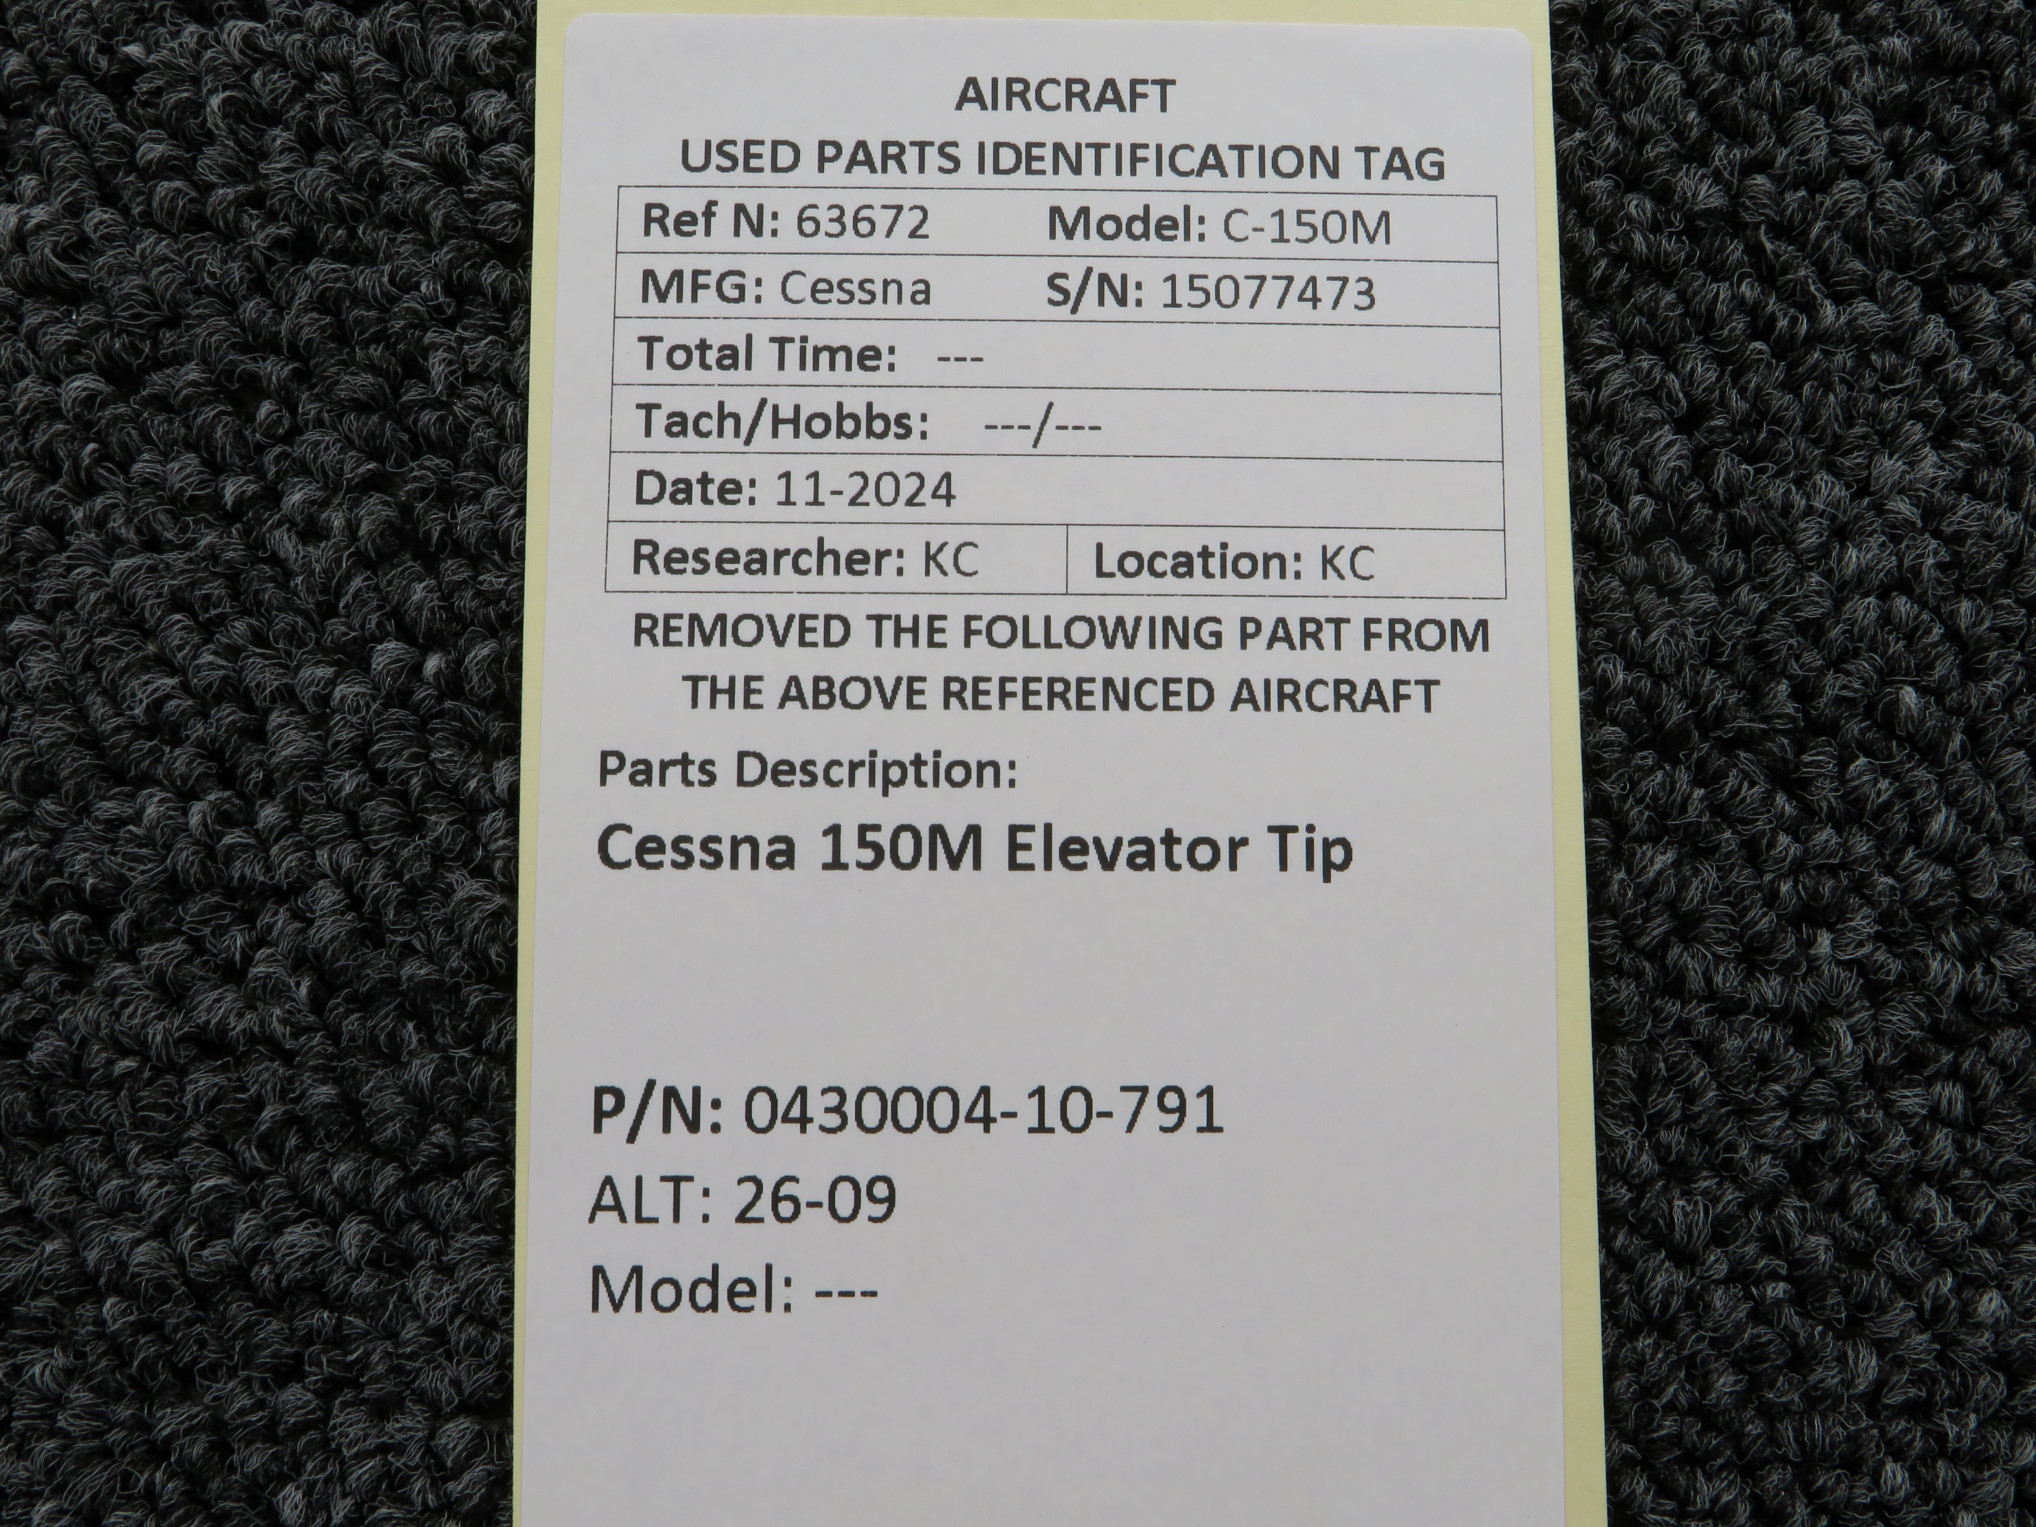 AIRCRAFT
USED PARTS IDENTIFICATION TAG
Ref N: 63672 Model: C-150M
MFG: Cessna S/N: 15077473
Total Time: ---
Tach/Hobbs: ---/---
Date: 11-2024
Researcher: KC Location: KC
REMOVED THE FOLLOWING PART FROM
THE ABOVE REFERENCED AIRCRAFT
Parts Description:
Cessna 150M Elevator Tip
P/N: 0430004-10-791
ALT: 26-09
Model: ---